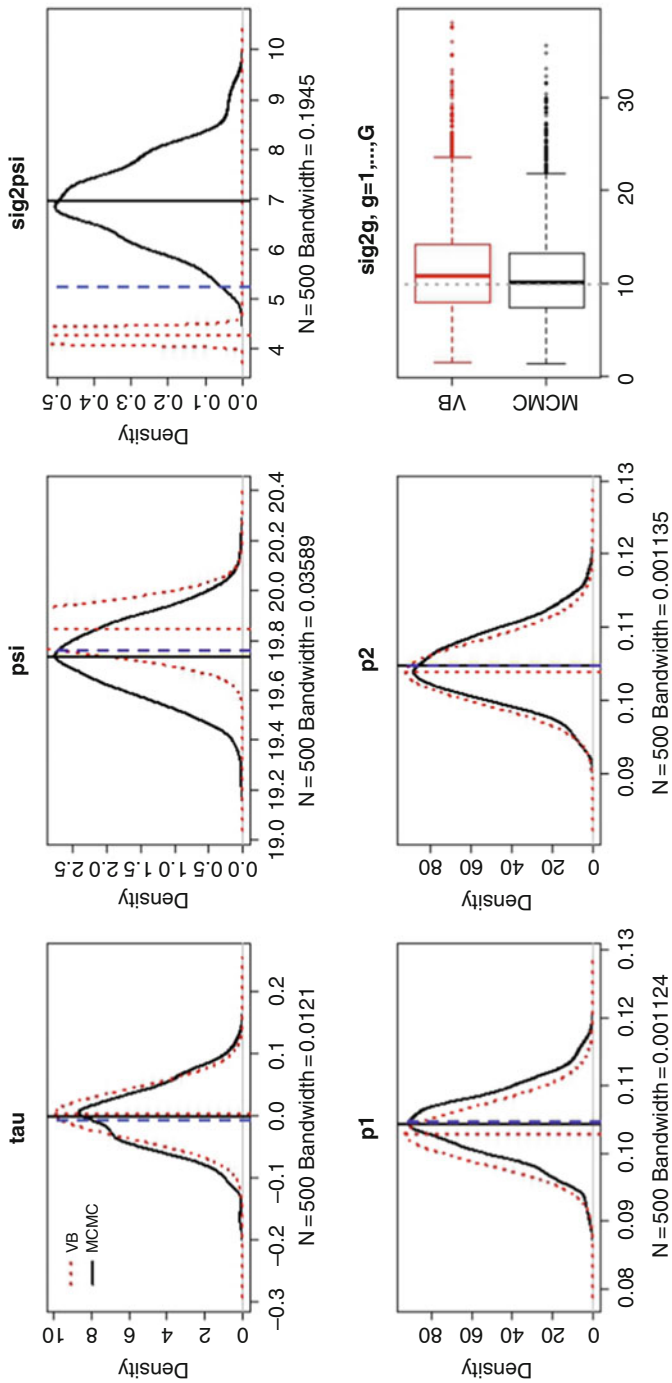 tau
VB
MCMC
Density
0 2 4 6 8 10
−0.3 −0.2 −0.1 0.0 0.1 0.2
N = 500 Bandwidth = 0.0121
psi
Density
0.0 0.5 1.0 1.5 2.0 2.5
19.0 19.2 19.4 19.6 19.8 20.0 20.2 20.4
N = 500 Bandwidth = 0.03589
sig2psi
Density
0.0 0.1 0.2 0.3 0.4 0.5
4 5 6 7 8 9 10
N = 500 Bandwidth = 0.1945
p1
Density
0 20 40 60 80
0.08 0.09 0.10 0.11 0.12 0.13
N = 500 Bandwidth = 0.001124
p2
Density
0 20 40 60 80
0.09 0.10 0.11 0.12 0.13
N = 500 Bandwidth = 0.001135
sig2g, g=1,...,G
VB
MCMC
0 10 20 30